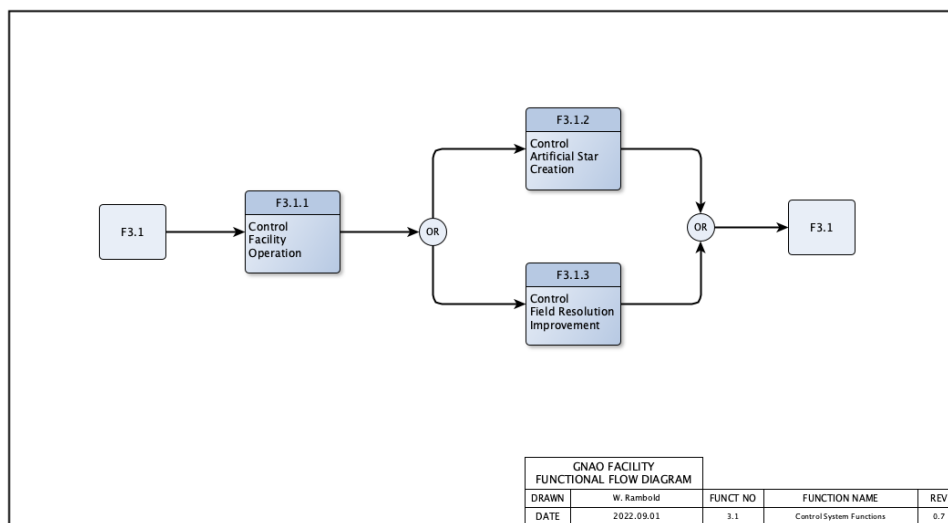 F3.1
F3.1.1
Control
Facility
Operation
OR
F3.1.2
Control
Artificial Star
Creation
F3.1.3
Control
Field Resolution
Improvement
OR
F3.1
GNAO FACILITY
FUNCTIONAL FLOW DIAGRAM
DRAWN W. Rambold FUNCT NO FUNCTION NAME REV
DATE 2022.09.01 3.1 Control System Functions 0.7